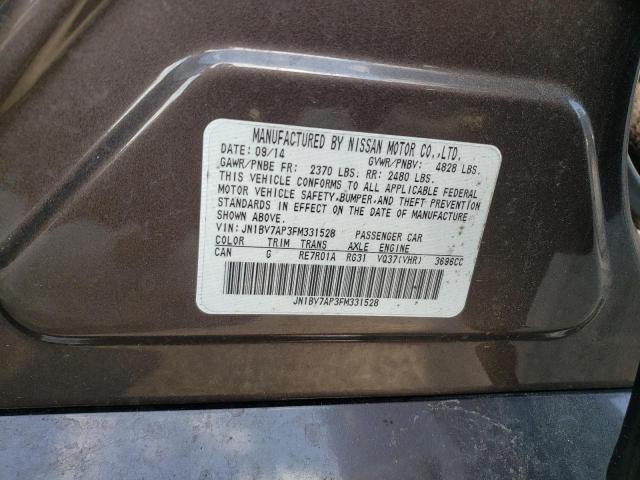 MANUFACTURED BY NISSAN MOTOR CO.,LTD.
DATE: 09/14 GVWR/PNBV: 4828 LBS.
GAWR/PNBE FR: 2370 LBS. RR: 2480 LBS.
THIS VEHICLE CONFORMS TO ALL APPLICABLE FEDERAL
MOTOR VEHICLE SAFETY,BUMPER,AND THEFT PREVENTION
STANDARDS IN EFFECT ON THE DATE OF MANUFACTURE
SHOWN ABOVE.
VIN: JN1BV7AP3FM331528 PASSENGER CAR
COLOR TRIM TRANS AXLE ENGINE
CAN G RE7R01A RG31 VQ37(VHR) 3696CC
JN1BV7AP3FM331528